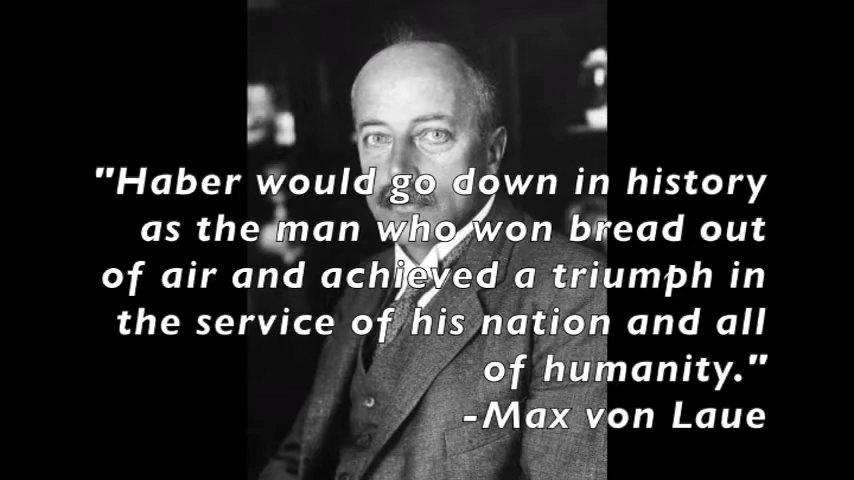 "Haber would go down in history
as the man who won bread out
of air and achieved a triumph in
the service of his nation and all
of humanity."
-Max von Laue